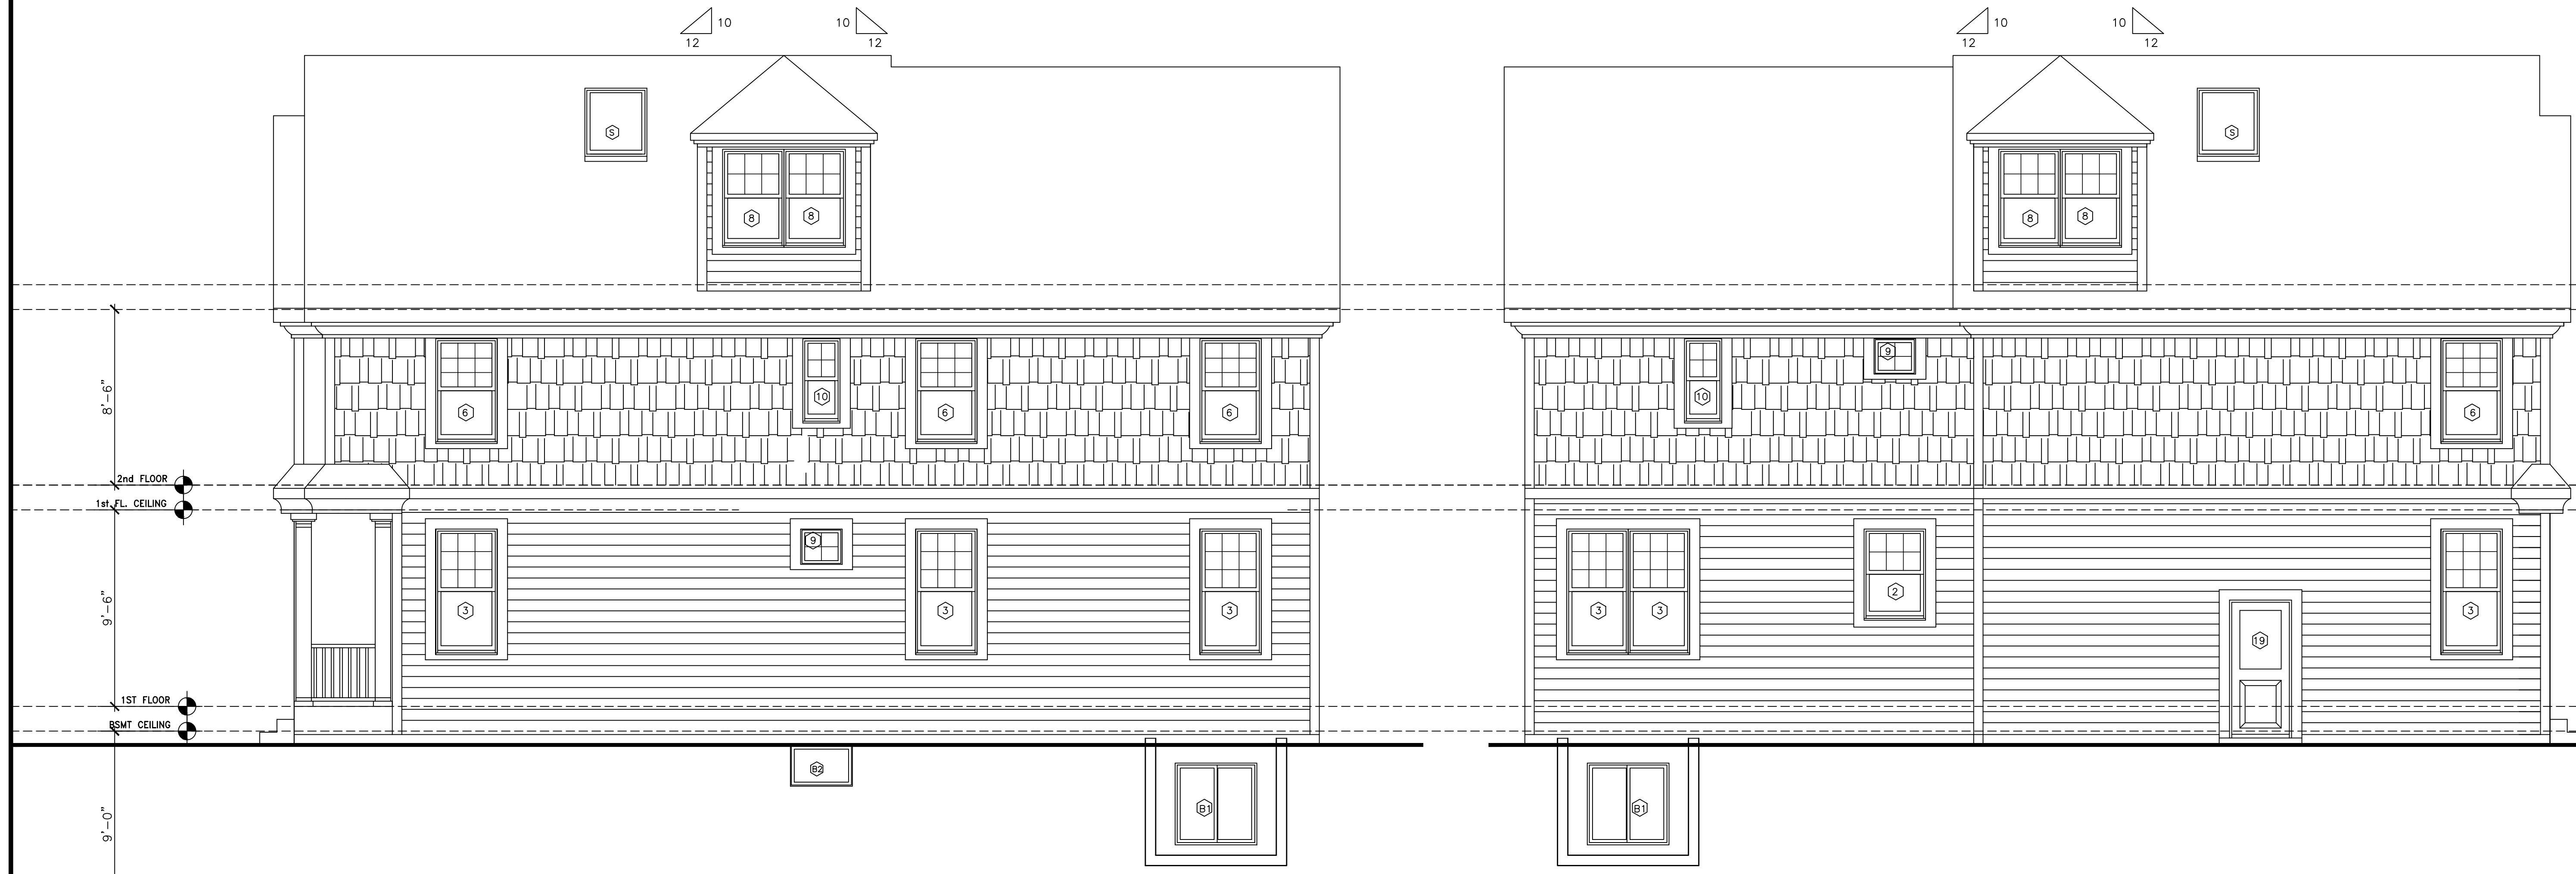 10 10 10 10
12 12 12 12
S S
8 8 8 8
9
10 10
6 6 6 6
8'-6"
2nd FLOOR
1st FL. CEILING
9
3 3 3 3 3 2 3
9'-6"
19
1ST FLOOR
BSMT CEILING
B2
B1 B1
9'-0"